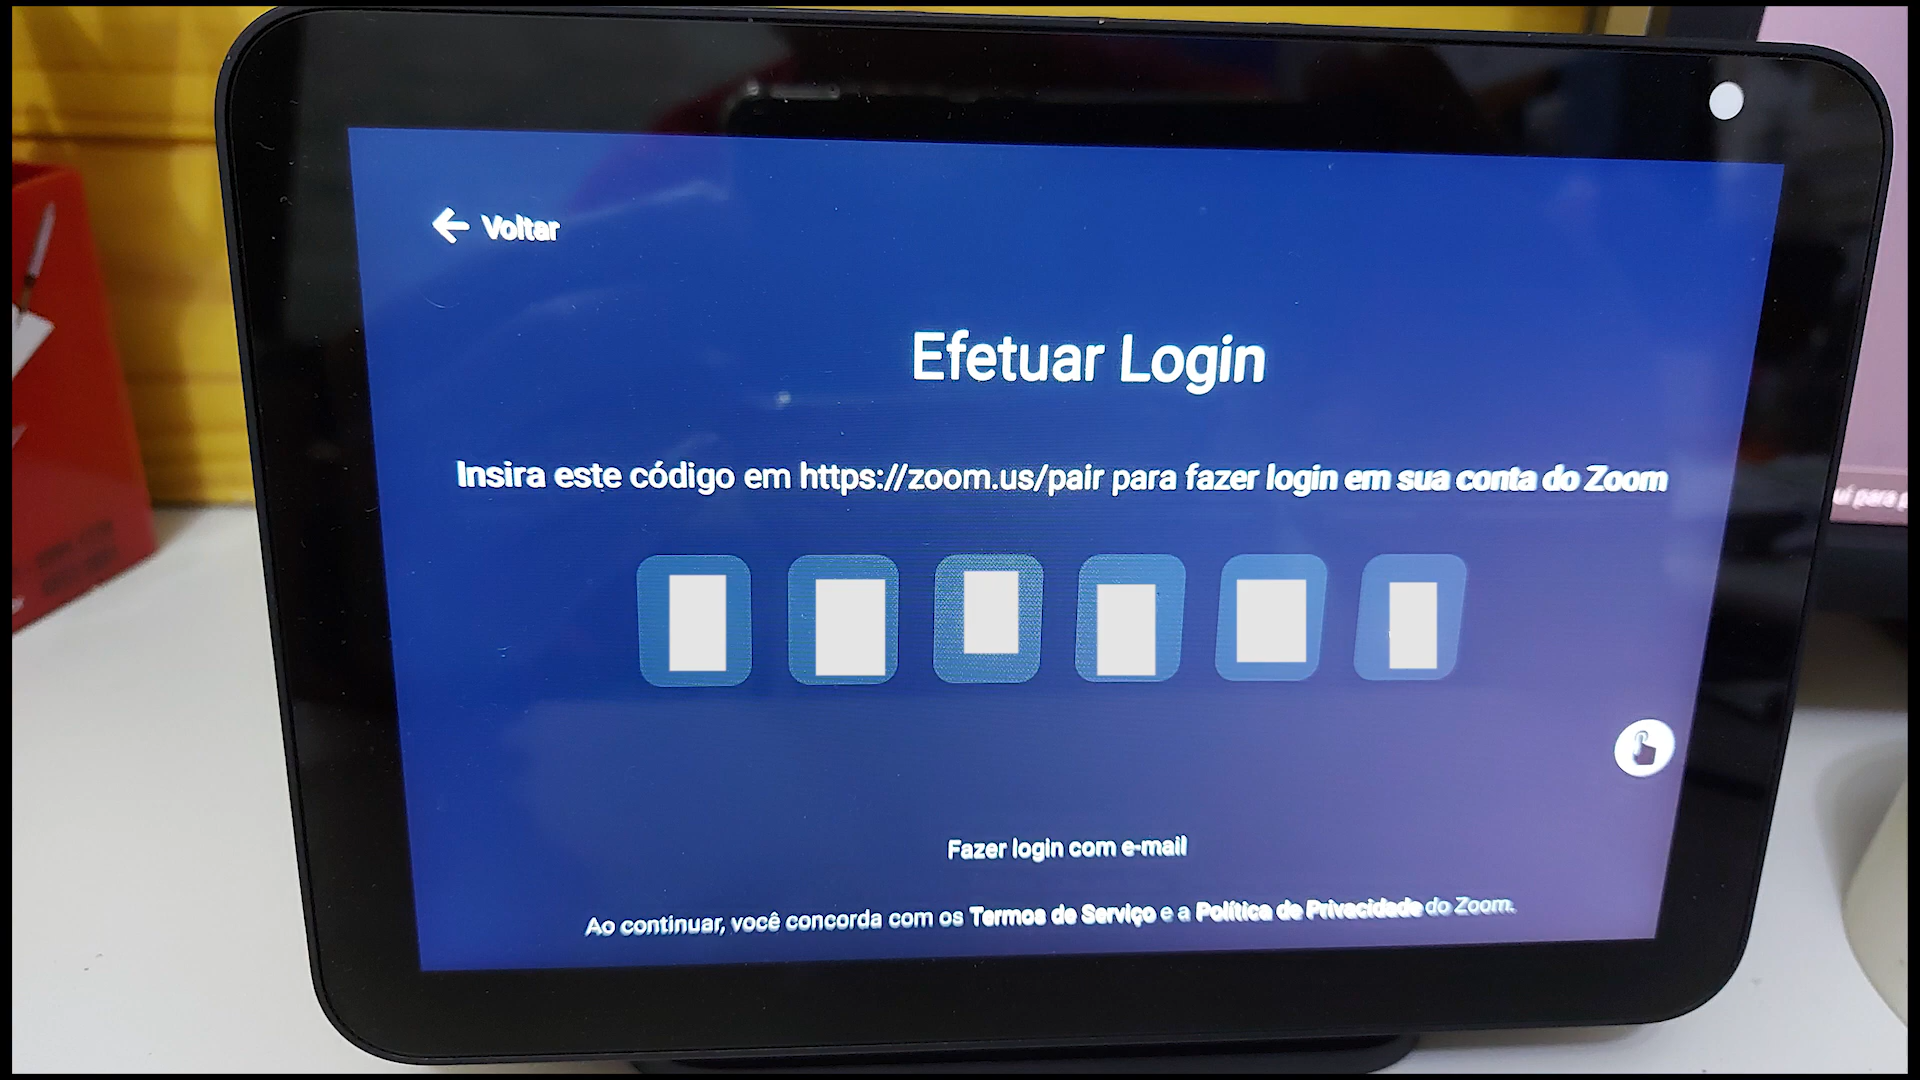 Voltar
Efetuar Login
Insira este código em https://zoom.us/pair para fazer login em sua conta do Zoom
Fazer login com e-mail
Ao continuar, você concorda com os Termos de Serviço e a Política de Privacidade do Zoom.